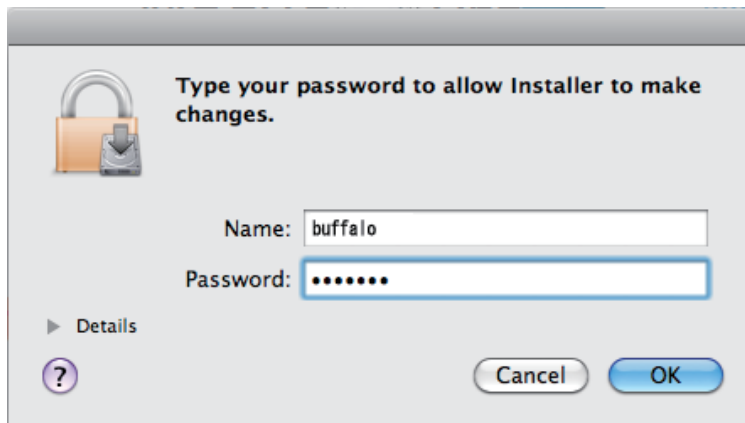 Type your password to allow Installer to make
changes.
Name: buffalo
Password: •••••••
Details
?
Cancel OK